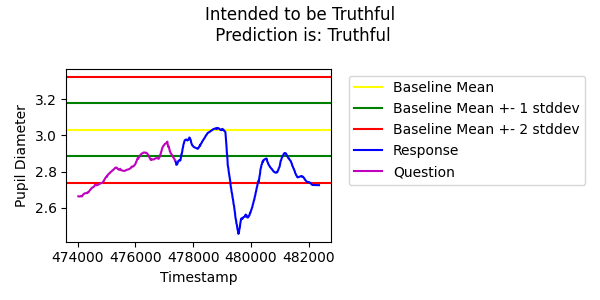 Intended to be Truthful
Prediction is: Truthful
Pupil Diameter
3.2
3.0
2.8
2.6
474000 476000 478000 480000 482000
Timestamp
Baseline Mean
Baseline Mean +- 1 stddev
Baseline Mean +- 2 stddev
Response
Question